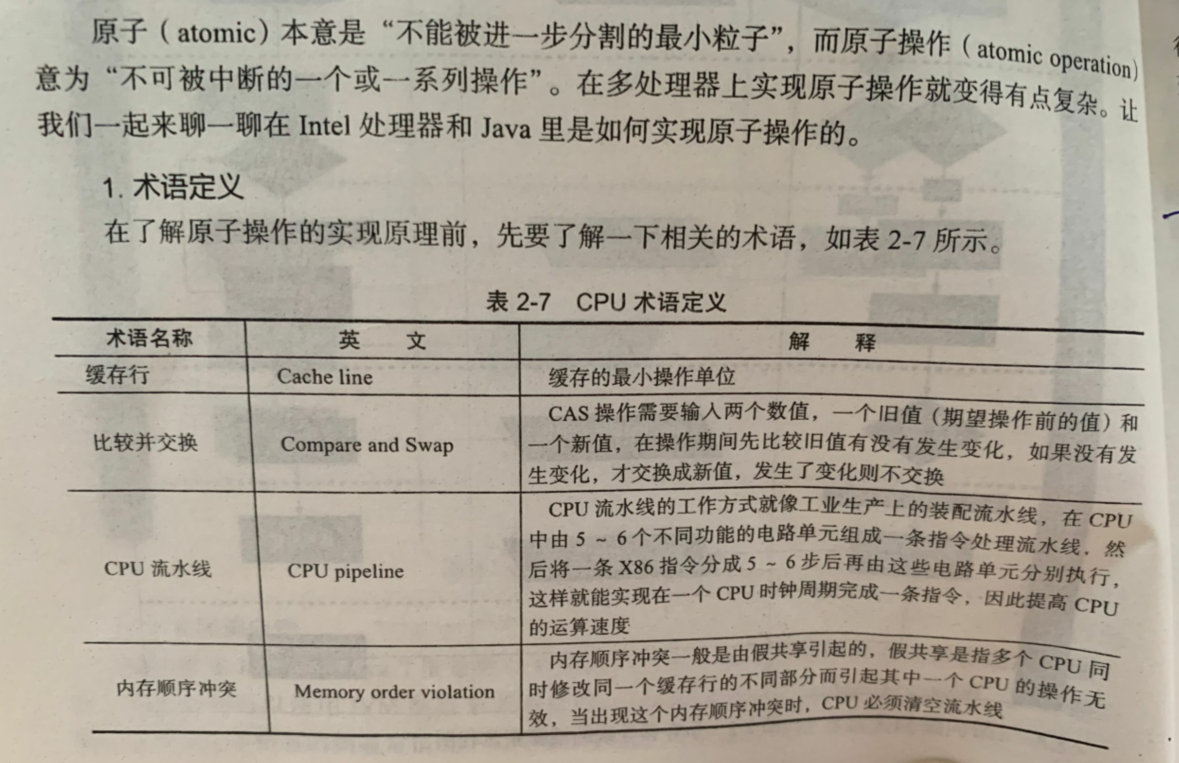 原子（atomic）本意是“不能被进一步分割的最小粒子”，而原子操作（atomic operation）
意为“不可被中断的一个或一系列操作”。在多处理器上实现原子操作就变得有点复杂。让
我们一起来聊一聊在 Intel 处理器和 Java 里是如何实现原子操作的。
1. 术语定义
在了解原子操作的实现原理前，先要了解一下相关的术语，如表 2-7 所示。
表 2-7 CPU 术语定义
术语名称 英 文 解 释
缓存行 Cache line 缓存的最小操作单位
比较并交换 Compare and Swap CAS 操作需要输入两个数值，一个旧值（期望操作前的值）和
一个新值，在操作期间先比较旧值有没有发生变化，如果没有发
生变化，才交换成新值，发生了变化则不交换
CPU 流水线 CPU pipeline CPU 流水线的工作方式就像工业生产上的装配流水线，在 CPU
中由 5 ~ 6 个不同功能的电路单元组成一条指令处理流水线，然
后将一条 X86 指令分成 5 ~ 6 步后再由这些电路单元分别执行，
这样就能实现在一个 CPU 时钟周期完成一条指令，因此提高 CPU
的运算速度
内存顺序冲突 Memory order violation 内存顺序冲突一般是由假共享引起的，假共享是指多个 CPU 同
时修改同一个缓存行的不同部分而引起其中一个 CPU 的操作无
效，当出现这个内存顺序冲突时，CPU 必须清空流水线